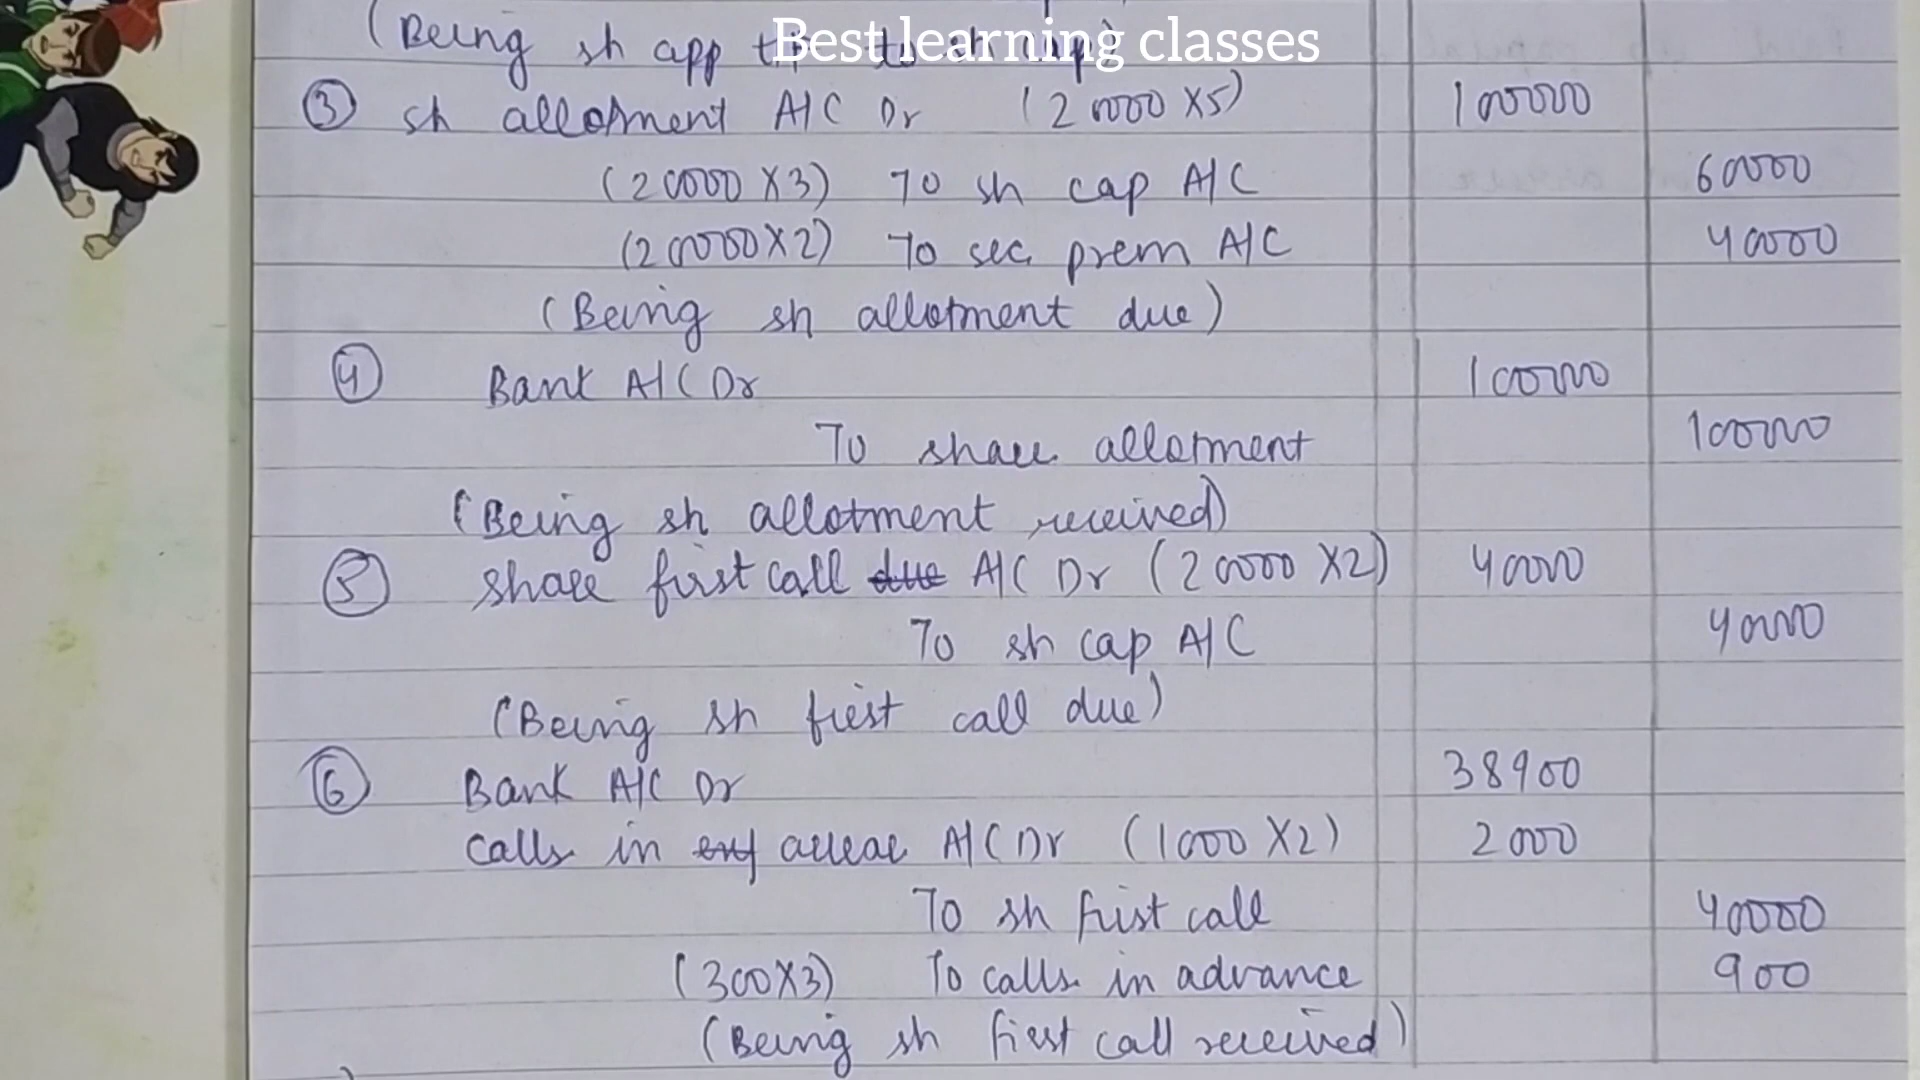 Best learning classes
(Being sh app to sh cap)
③ sh allotment A/C Dr (20000 X5) 100000
(20000 X3) To sh cap A/C 60000
(20000X2) To sec prem A/C 40000
(Being sh allotment due)
④ Bank A/C Dr 100000
To share allotment 100000
(Being sh allotment received)
⑤ share first call due A/C Dr (20000 X2) 40000
To sh cap A/C 40000
(Being sh first call due)
⑥ Bank A/C Dr 38900
calls in arrear A/C Dr (1000 X2) 2000
To sh first call 40000
(300X3) To calls in advance 900
(Being sh first call received)